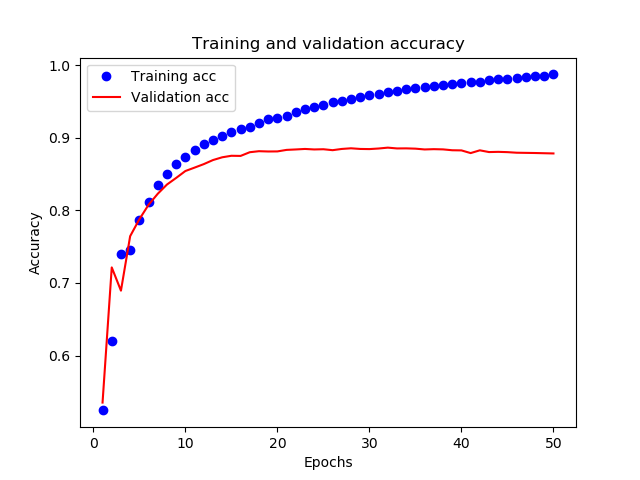 Training and validation accuracy
Training acc
Validation acc
1.0
0.9
0.8
0.7
0.6
Accuracy
0
10
20
30
40
50
Epochs